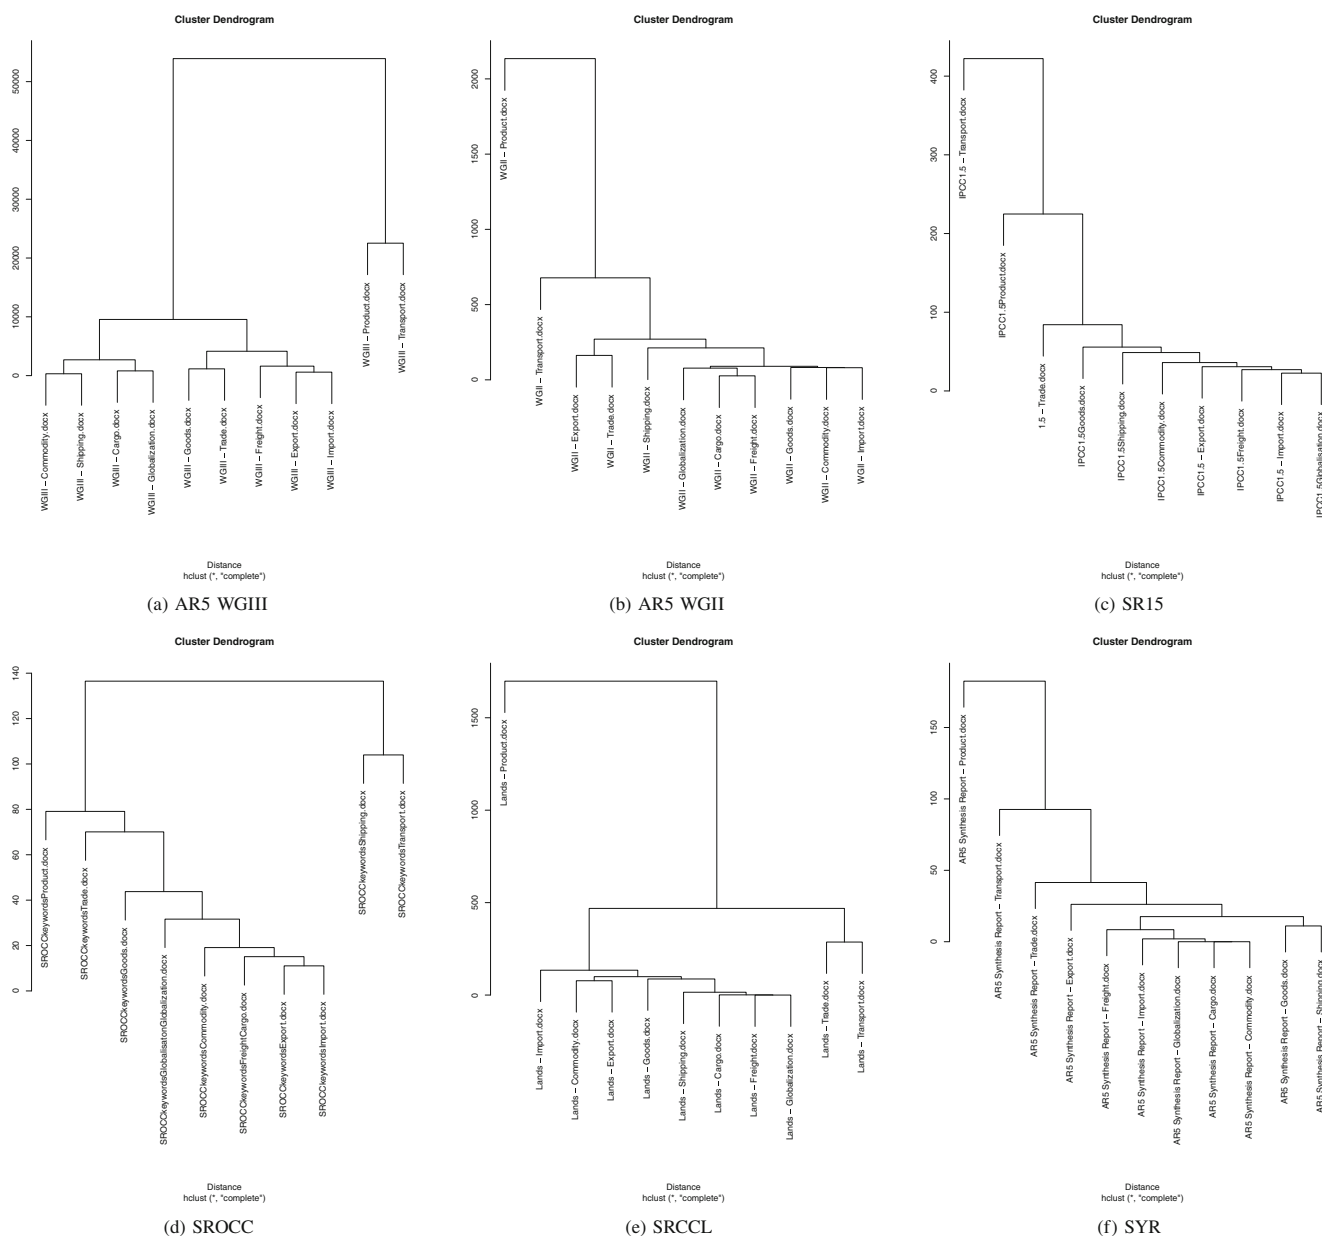 Cluster Dendrogram
50000
40000
30000
20000
10000
0
WGIII – Commodity.docx
WGIII – Shipping.docx
WGIII – Cargo.docx
WGIII – Globalization.docx
WGIII – Goods.docx
WGIII – Trade.docx
WGIII – Freight.docx
WGIII – Export.docx
WGIII – Import.docx
WGIII – Product.docx
WGIII – Transport.docx
Distance
hclust (*, "complete")
(a) AR5 WGIII
Cluster Dendrogram
2000
1500
1000
500
0
WGII – Product.docx
WGII – Transport.docx
WGII – Export.docx
WGII – Trade.docx
WGII – Shipping.docx
WGII – Globalization.docx
WGII – Cargo.docx
WGII – Freight.docx
WGII – Goods.docx
WGII – Commodity.docx
WGII – Import.docx
Distance
hclust (*, "complete")
(b) AR5 WGII
Cluster Dendrogram
400
300
200
100
0
IPCC1.5 – Transport.docx
IPCC1.5Product.docx
1.5 – Trade.docx
IPCC1.5Goods.docx
IPCC1.5Shipping.docx
IPCC1.5Commodity.docx
IPCC1.5 – Export.docx
IPCC1.5Freight.docx
IPCC1.5 – Import.docx
IPCC1.5Globalisation.docx
Distance
hclust (*, "complete")
(c) SR15
Cluster Dendrogram
140
120
100
80
60
40
20
0
SROCCkeywordsProduct.docx
SROCCkeywordsTrade.docx
SROCCkeywordsGoods.docx
SROCCkeywordsGlobalisatonGlobalization.docx
SROCCkeywordsCommodity.docx
SROCCkeywordsFreightCargo.docx
SROCCkeywordsExport.docx
SROCCkeywordsImport.docx
SROCCkeywordsShipping.docx
SROCCkeywordsTransport.docx
Distance
hclust (*, "complete")
(d) SROCC
Cluster Dendrogram
1500
1000
500
0
Lands – Product.docx
Lands – Import.docx
Lands – Commodity.docx
Lands – Export.docx
Lands – Goods.docx
Lands – Shipping.docx
Lands – Cargo.docx
Lands – Freight.docx
Lands – Globalization.docx
Lands – Trade.docx
Lands – Transport.docx
Distance
hclust (*, "complete")
(e) SRCCL
Cluster Dendrogram
150
100
50
0
AR5 Synthesis Report – Product.docx
AR5 Synthesis Report – Transport.docx
AR5 Synthesis Report – Trade.docx
AR5 Synthesis Report – Export.docx
AR5 Synthesis Report – Freight.docx
AR5 Synthesis Report – Import.docx
AR5 Synthesis Report – Globalization.docx
AR5 Synthesis Report – Cargo.docx
AR5 Synthesis Report – Commodity.docx
AR5 Synthesis Report – Goods.docx
AR5 Synthesis Report – Shipping.docx
Distance
hclust (*, "complete")
(f) SYR